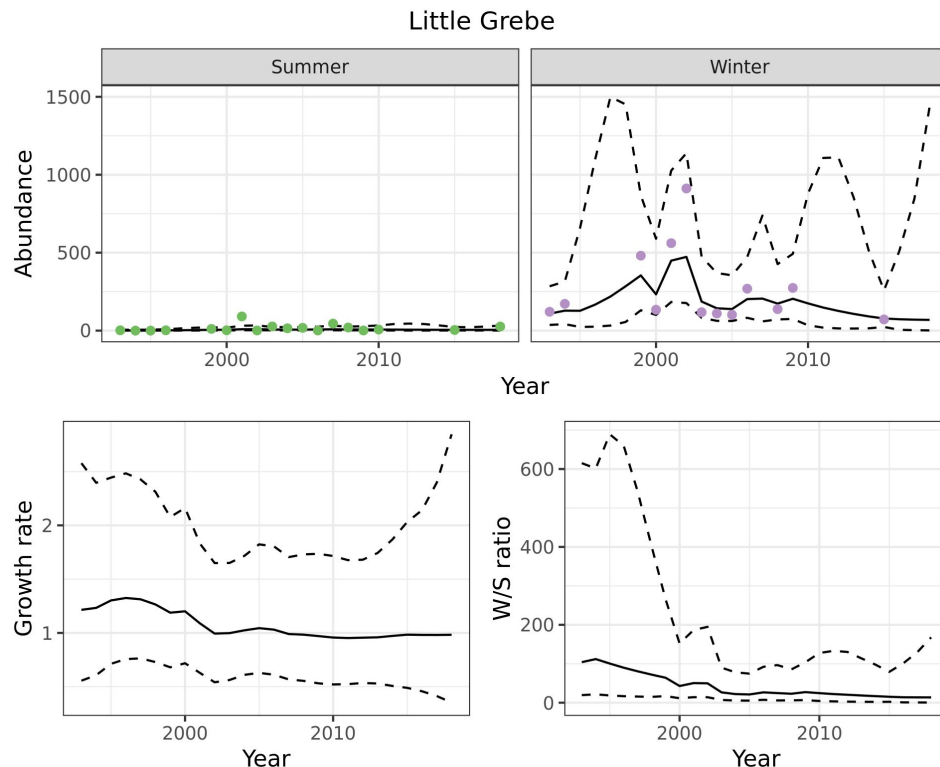 Little Grebe
Summer
Winter
1500
1000
500
0
Abundance
2000
2010
2000
2010
Year
2
1
Growth rate
2000
2010
Year
600
400
200
0
W/S ratio
2000
2010
Year